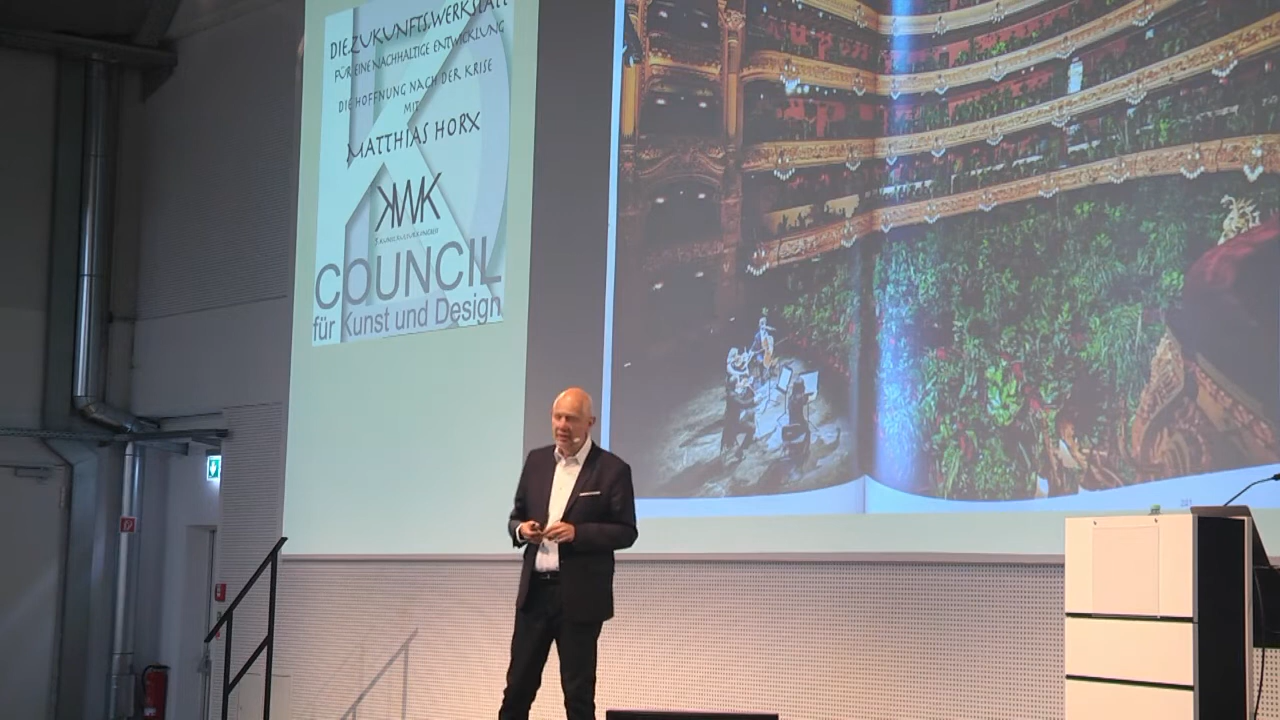 DIE ZUKUNFTSWERKSTATT
FÜR EINE NACHHALTIGE ENTWICKLUNG
DIE HOFFNUNG NACH DER KRISE
MIT
MATTHIAS HORX
KWK
COUNCIL
für Kunst und Design